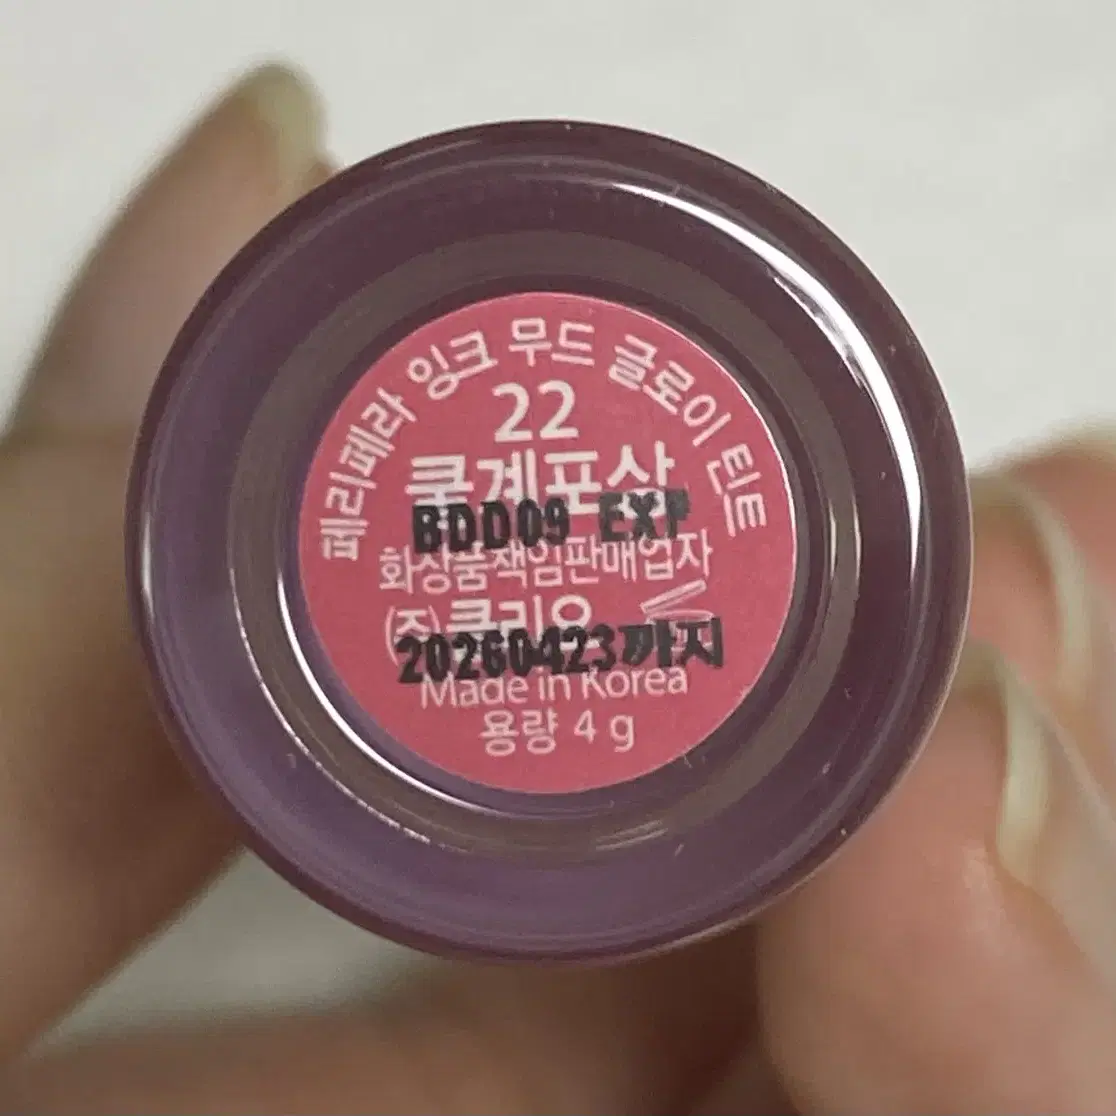 페리페라 잉크 무드 글로이 틴트
22
쿨계포상
BDD09 EXP
화장품책임판매업자
(주)클리오
20260423까지
Made in Korea
용량 4 g